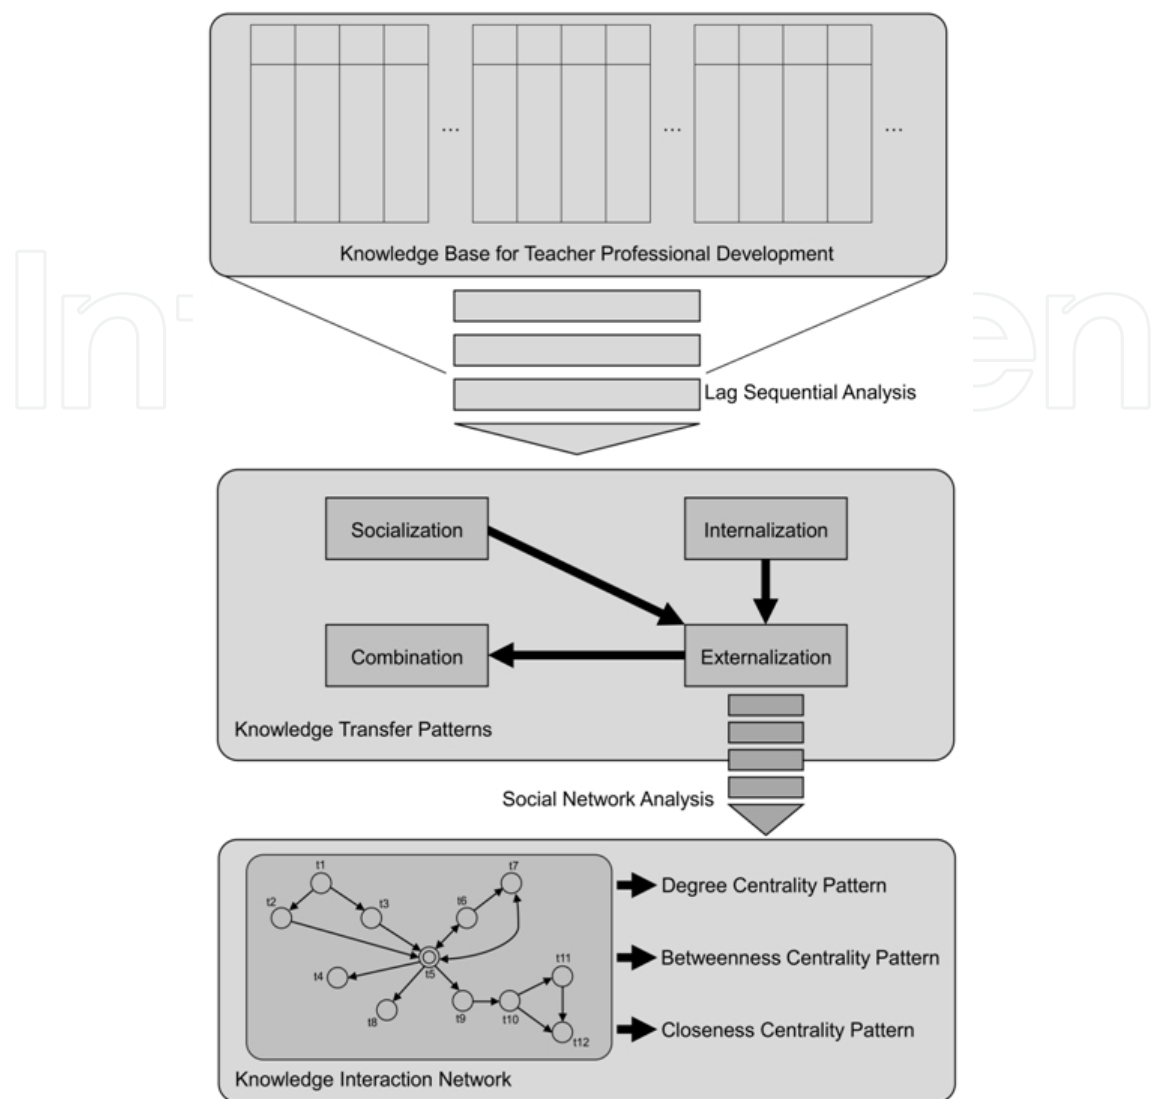 ...
...
...
Knowledge Base for Teacher Professional Development
Lag Sequential Analysis
Socialization
Internalization
Combination
Externalization
Knowledge Transfer Patterns
Social Network Analysis
t1
t7
t2
t3
t6
t5
t4
t11
t8
t9
t10
t12
Degree Centrality Pattern
Betweenness Centrality Pattern
Closeness Centrality Pattern
Knowledge Interaction Network